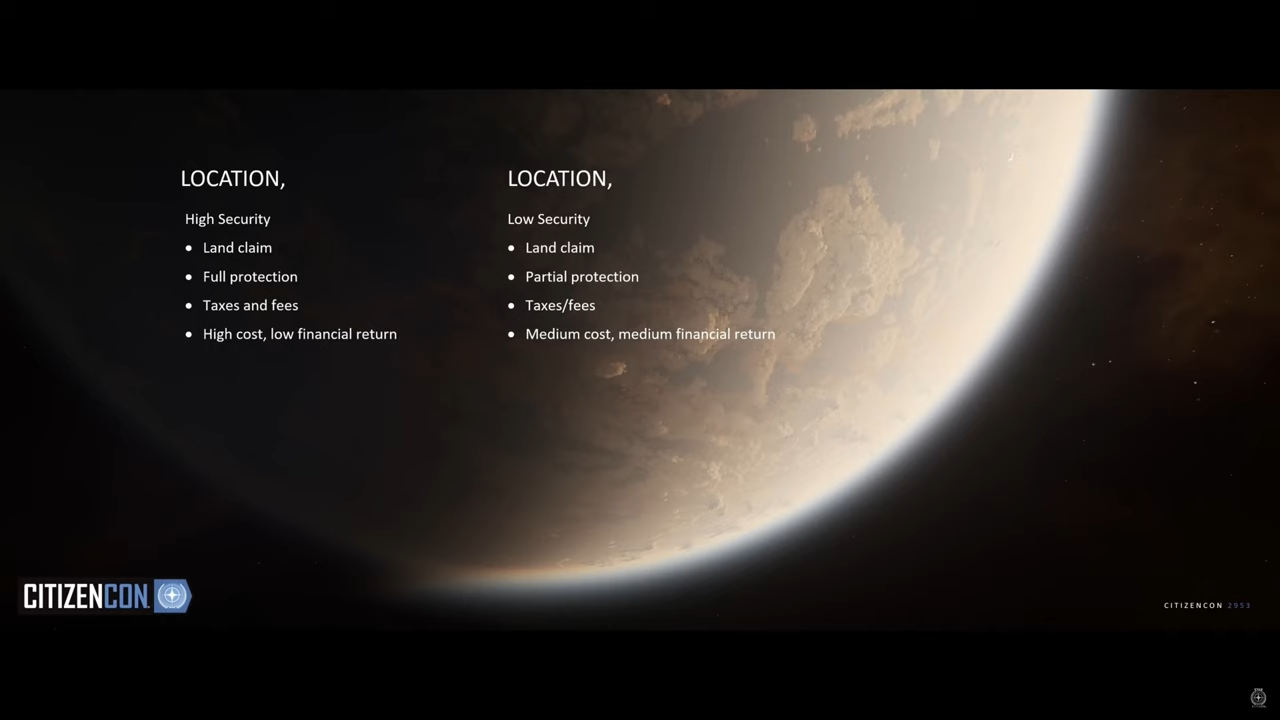 LOCATION,
High Security
• Land claim
• Full protection
• Taxes and fees
• High cost, low financial return
LOCATION,
Low Security
• Land claim
• Partial protection
• Taxes/fees
• Medium cost, medium financial return
CITIZENCON
CITIZENCON 2953